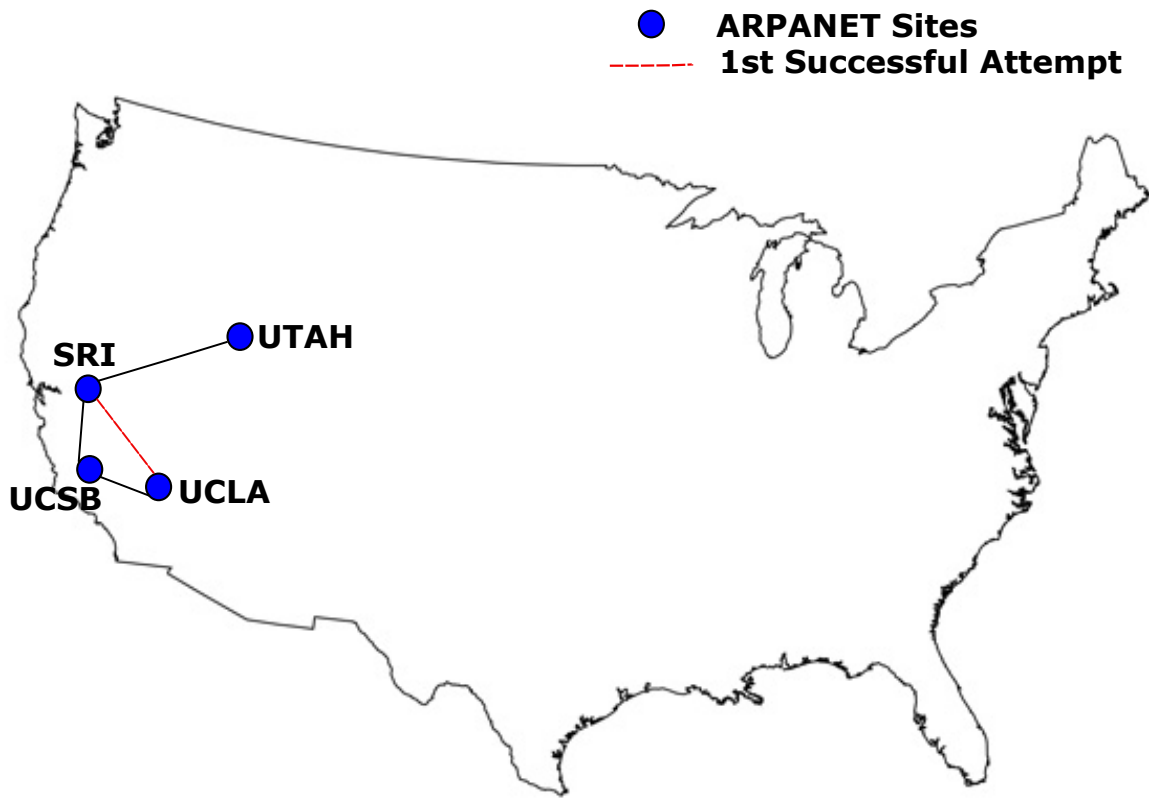 ARPANET Sites
1st Successful Attempt
UTAH
SRI
UCSB
UCLA